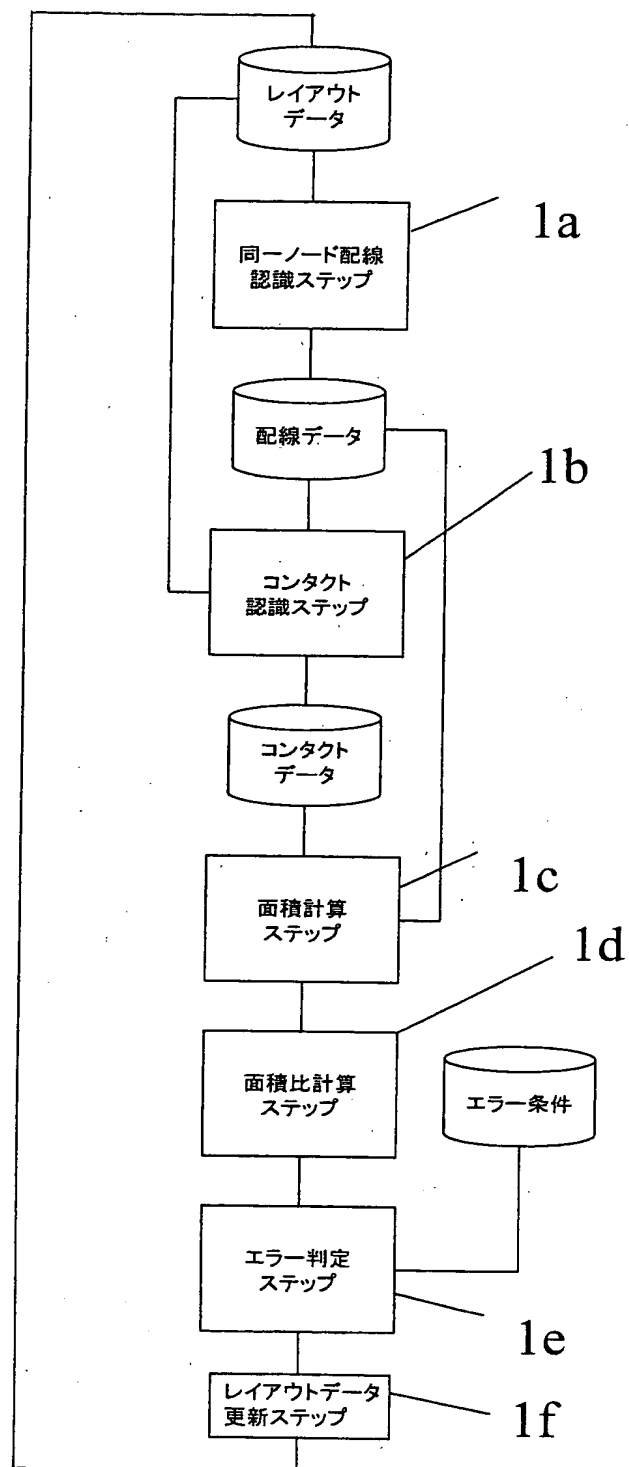 レイアウト
データ
1a
同一ノード配線
認識ステップ
配線データ
1b
コンタクト
認識ステップ
コンタクト
データ
1c
面積計算
ステップ
1d
面積比計算
ステップ
エラー条件
エラー判定
ステップ
1e
レイアウトデータ
更新ステップ
1f